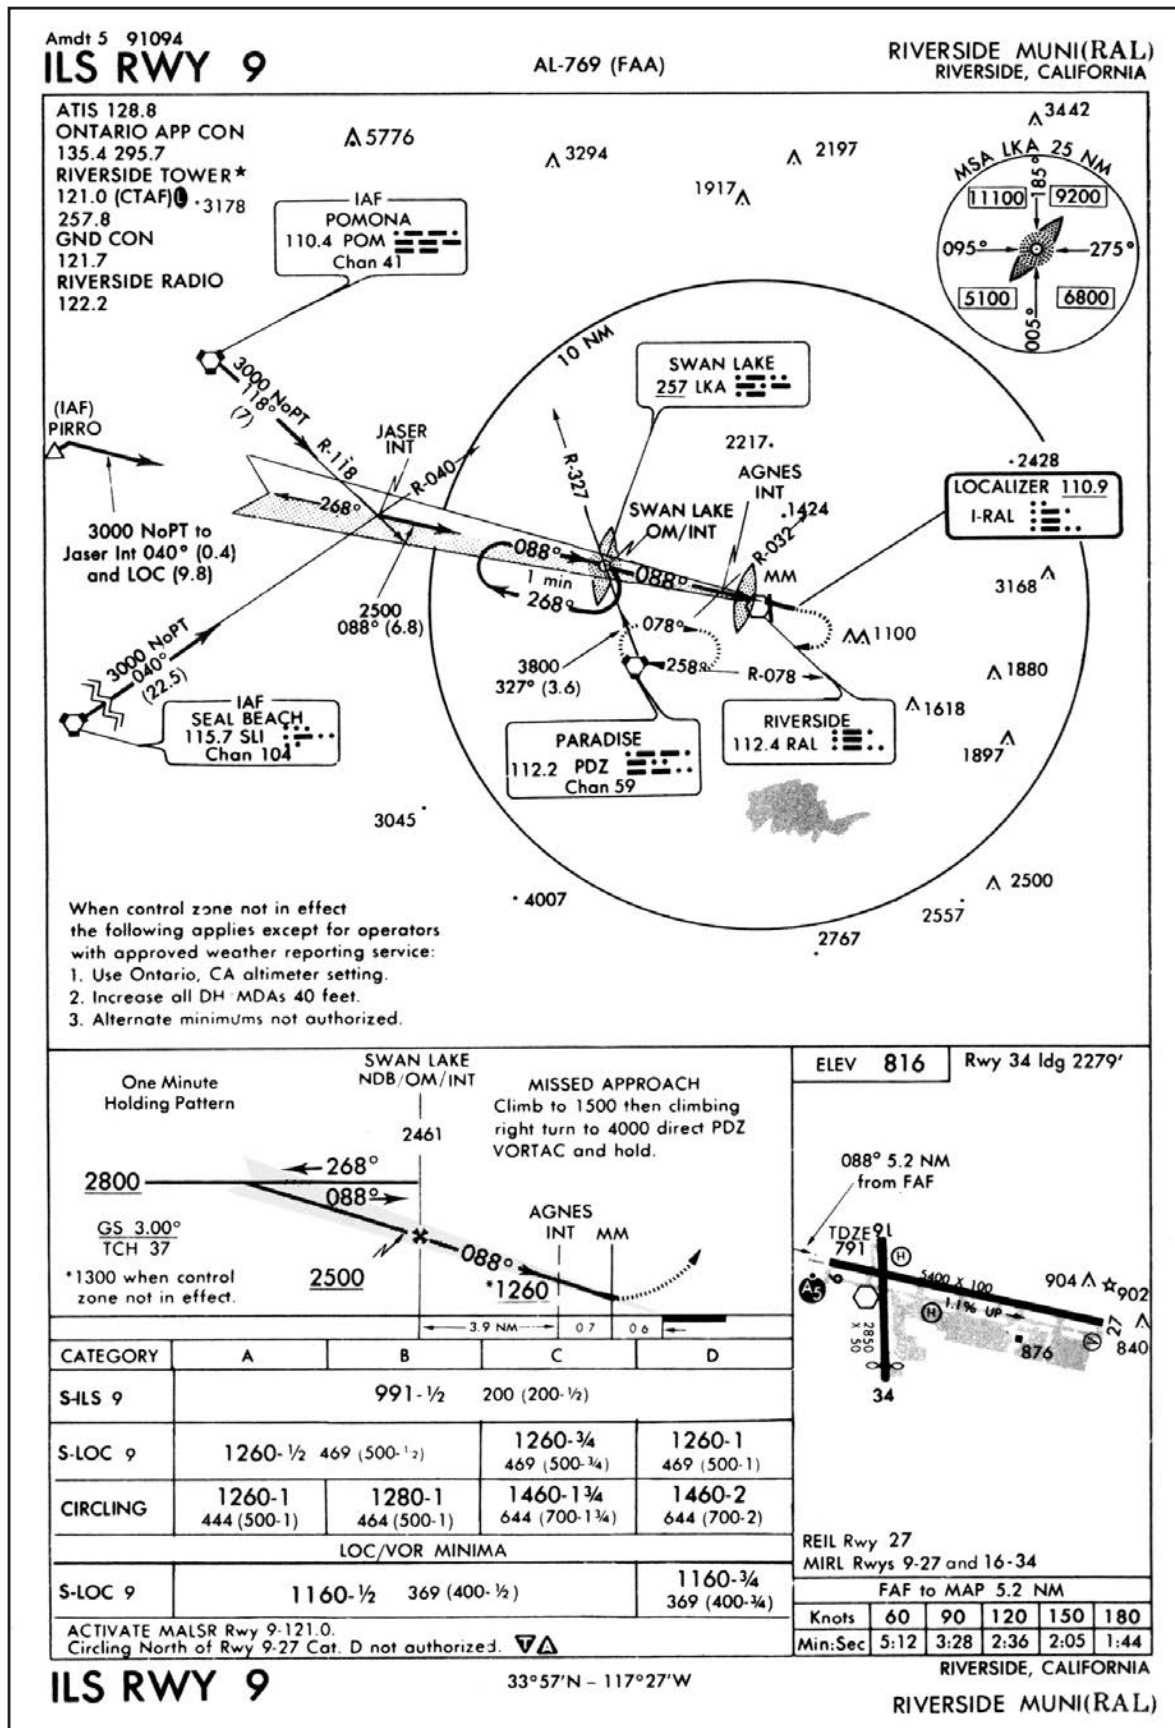 Amdt 5 91094
ILS RWY 9
AL-769 (FAA)
RIVERSIDE MUNI(RAL)
RIVERSIDE, CALIFORNIA
ATIS 128.8
ONTARIO APP CON
135.4 295.7
RIVERSIDE TOWER★
121.0 (CTAF) L
257.8
GND CON
121.7
RIVERSIDE RADIO
122.2
3178
5776
3294
2197
1917
3442
MSA LKA 25 NM
185°
11100
9200
095°
275°
5100
6800
005°
IAF
POMONA
110.4 POM
Chan 41
10 NM
SWAN LAKE
257 LKA
3000 NoPT
118°
(7)
(IAF)
PIRRO
R-118
JASER
INT
R-040
R-327
2217
AGNES
INT
2428
LOCALIZER 110.9
I-RAL
1424
268°
SWAN LAKE
OM/INT
R-032
3000 NoPT to
Jaser Int 040° (0.4)
and LOC (9.8)
088°
088°
MM
1 min
268°
3168
2500
088° (6.8)
078°
1100
3000 NoPT
040°
(22.5)
3800
327° (3.6)
258°
R-078
1880
1618
1897
IAF
SEAL BEACH
115.7 SLI
Chan 104
PARADISE
112.2 PDZ
Chan 59
RIVERSIDE
112.4 RAL
3045
4007
2500
2557
2767
When control zone not in effect
the following applies except for operators
with approved weather reporting service:
1. Use Ontario, CA altimeter setting.
2. Increase all DH MDAs 40 feet.
3. Alternate minimums not authorized.
One Minute
Holding Pattern
SWAN LAKE
NDB/OM/INT
2461
MISSED APPROACH
Climb to 1500 then climbing
right turn to 4000 direct PDZ
VORTAC and hold.
2800
268°
088°
GS 3.00°
TCH 37
*1300 when control
zone not in effect.
2500
088°
AGNES
INT
MM
*1260
3.9 NM
0.7
0.6
ELEV 816
Rwy 34 ldg 2279'
088° 5.2 NM
from FAF
TDZE
791
16
H
A5
9
5400 X 100
1.1% UP
904
902
2850
X 50
H
27
876
840
34
REIL Rwy 27
MIRL Rwys 9-27 and 16-34
CATEGORY A B C D
S-ILS 9 991-½ 200 (200-½)
S-LOC 9 1260-½ 469 (500-½) 1260-¾ 1260-1
469 (500-¾) 469 (500-1)
CIRCLING 1260-1 1280-1 1460-1¾ 1460-2
444 (500-1) 464 (500-1) 644 (700-1¾) 644 (700-2)
LOC/VOR MINIMA
S-LOC 9 1160-½ 369 (400-½) 1160-¾
369 (400-¾)
ACTIVATE MALSR Rwy 9-121.0.
Circling North of Rwy 9-27 Cat. D not authorized. T A
FAF to MAP 5.2 NM
Knots 60 90 120 150 180
Min:Sec 5:12 3:28 2:36 2:05 1:44
ILS RWY 9
33°57'N – 117°27'W
RIVERSIDE, CALIFORNIA
RIVERSIDE MUNI(RAL)